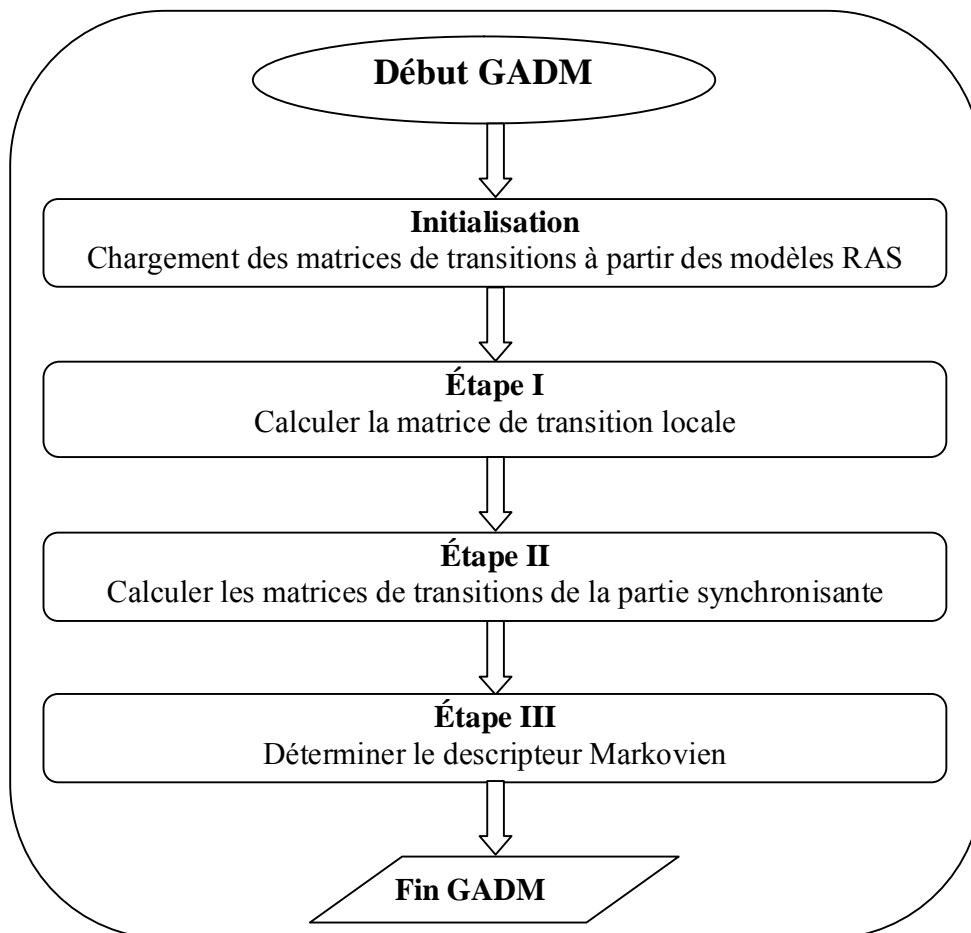 Début GADM
Initialisation
Chargement des matrices de transitions à partir des modèles RAS
Étape I
Calculer la matrice de transition locale
Étape II
Calculer les matrices de transitions de la partie synchronisante
Étape III
Déterminer le descripteur Markovien
Fin GADM